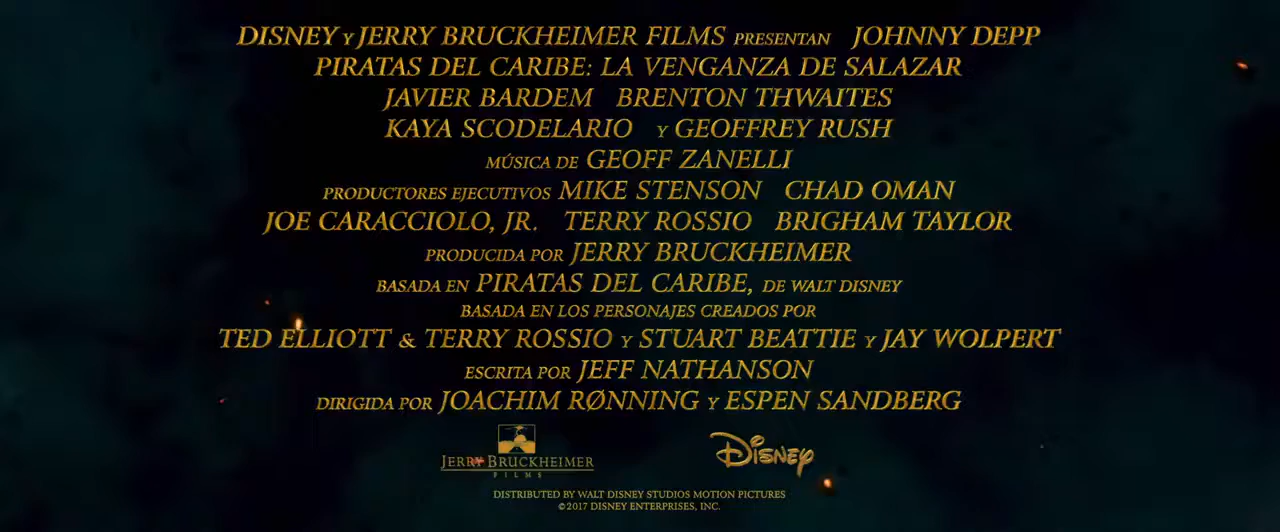 DISNEY Y JERRY BRUCKHEIMER FILMS PRESENTAN JOHNNY DEPP
PIRATAS DEL CARIBE: LA VENGANZA DE SALAZAR
JAVIER BARDEM BRENTON THWAITES
KAYA SCODELARIO Y GEOFFREY RUSH
MÚSICA DE GEOFF ZANELLI
PRODUCTORES EJECUTIVOS MIKE STENSON CHAD OMAN
JOE CARACCIOLO, JR. TERRY ROSSIO BRIGHAM TAYLOR
PRODUCIDA POR JERRY BRUCKHEIMER
BASADA EN PIRATAS DEL CARIBE, DE WALT DISNEY
BASADA EN LOS PERSONAJES CREADOS POR
TED ELLIOTT & TERRY ROSSIO Y STUART BEATTIE Y JAY WOLPERT
ESCRITA POR JEFF NATHANSON
DIRIGIDA POR JOACHIM RØNNING Y ESPEN SANDBERG
JERRY BRUCKHEIMER
FILMS
DISNEY
DISTRIBUTED BY WALT DISNEY STUDIOS MOTION PICTURES
©2017 DISNEY ENTERPRISES, INC.